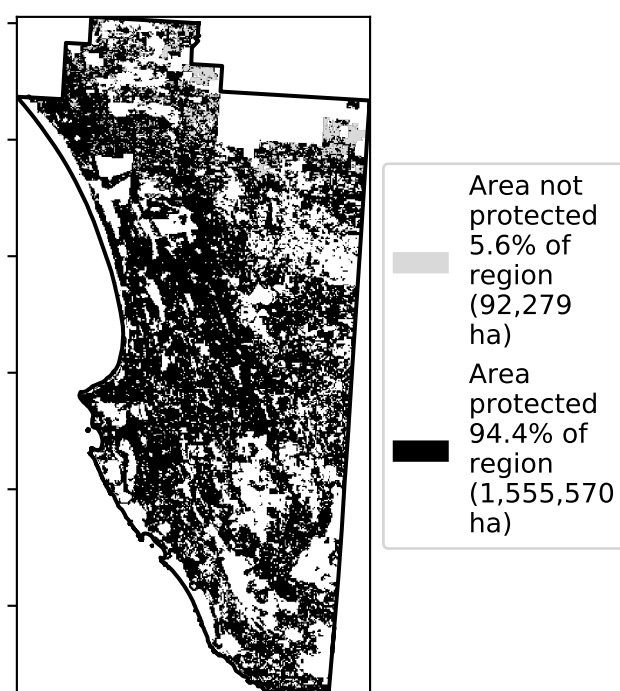 Area not
protected
5.6% of
region
(92,279
ha)
Area
protected
94.4% of
region
(1,555,570
ha)